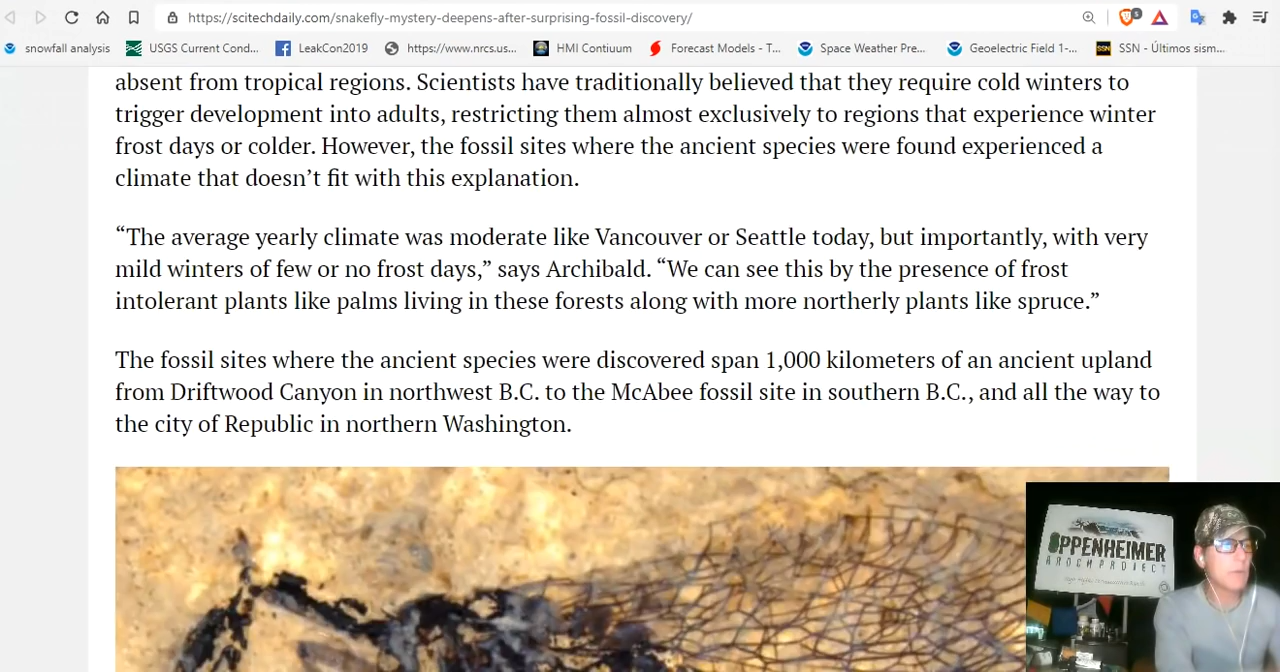 https://scitechdaily.com/snakefly-mystery-deepens-after-surprising-fossil-discovery/
5
snowfall analysis
USGS Current Cond...
LeakCon2019
https://www.nrcs.us...
HMI Contiuum
Forecast Models - T...
Space Weather Pre...
Geoelectric Field 1-...
SSN
SSN - Últimos sism...
absent from tropical regions. Scientists have traditionally believed that they require cold winters to
trigger development into adults, restricting them almost exclusively to regions that experience winter
frost days or colder. However, the fossil sites where the ancient species were found experienced a
climate that doesn’t fit with this explanation.
“The average yearly climate was moderate like Vancouver or Seattle today, but importantly, with very
mild winters of few or no frost days,” says Archibald. “We can see this by the presence of frost
intolerant plants like palms living in these forests along with more northerly plants like spruce.”
The fossil sites where the ancient species were discovered span 1,000 kilometers of an ancient upland
from Driftwood Canyon in northwest B.C. to the McAbee fossil site in southern B.C., and all the way to
the city of Republic in northern Washington.
OPPENHEIMER
RANCH PROJECT